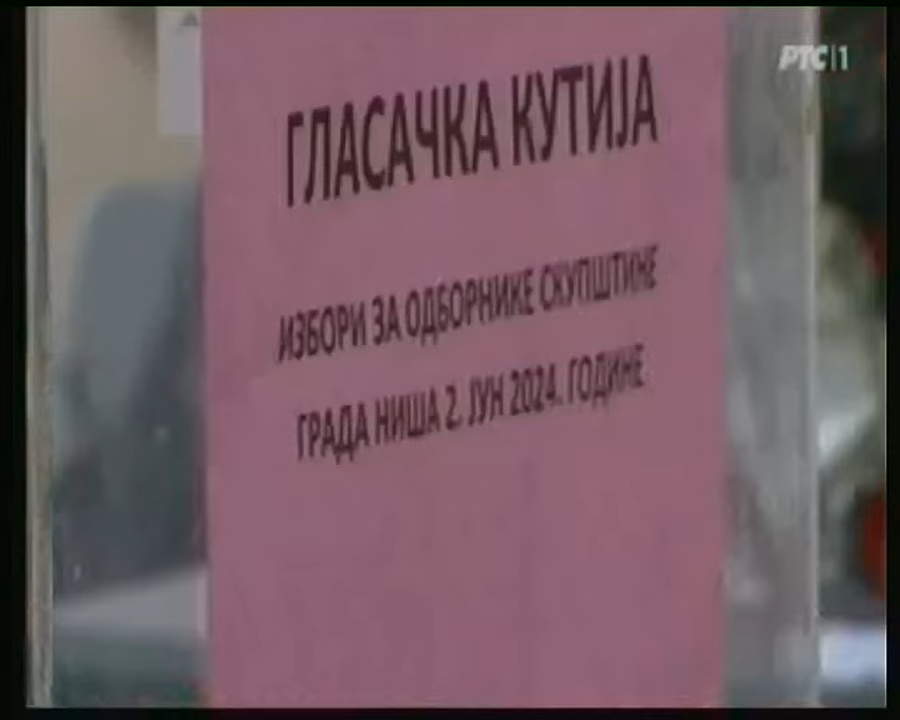 РТС|1
ГЛАСАЧКА КУТИЈА
ИЗБОРИ ЗА ОДБОРНИКЕ СКУПШТИНЕ
ГРАДА НИША 2. ЈУН 2024. ГОДИНЕ